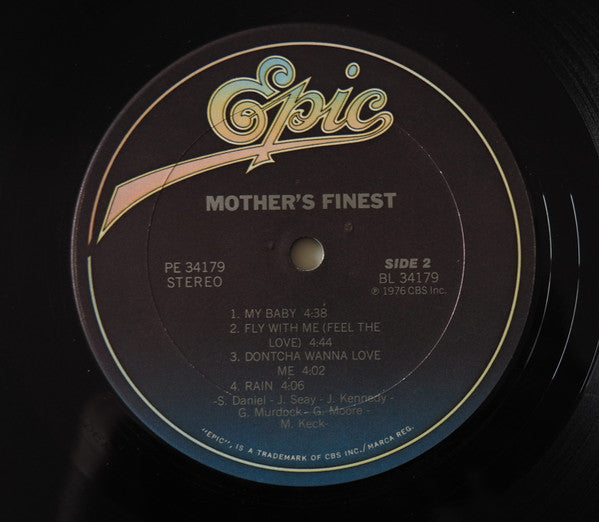 Epic
MOTHER'S FINEST
PE 34179
STEREO
SIDE 2
BL 34179
℗ 1976 CBS Inc.
1. MY BABY 4:38
2. FLY WITH ME (FEEL THE
LOVE) 4:44
3. DONTCHA WANNA LOVE
ME 4:02
4. RAIN 4:06
-S. Daniel - J. Seay - J. Kennedy-
G. Murdock - G. Moore -
M. Keck-
"EPIC", IS A TRADEMARK OF CBS INC./MARCA REG.